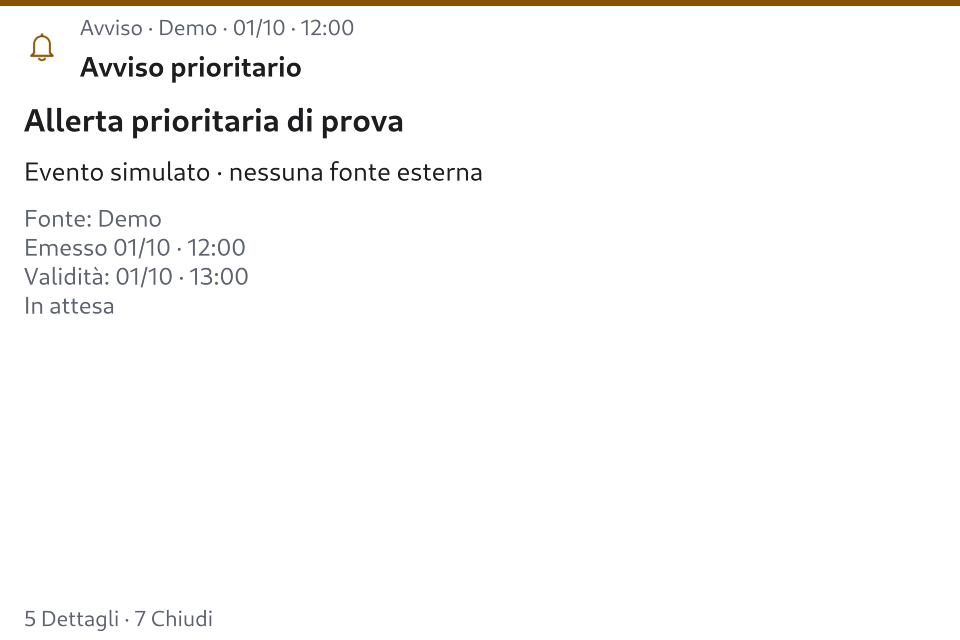 Avviso · Demo · 01/10 · 12:00
Avviso prioritario
Allerta prioritaria di prova
Evento simulato · nessuna fonte esterna
Fonte: Demo
Emesso 01/10 · 12:00
Validità: 01/10 · 13:00
In attesa
5 Dettagli · 7 Chiudi